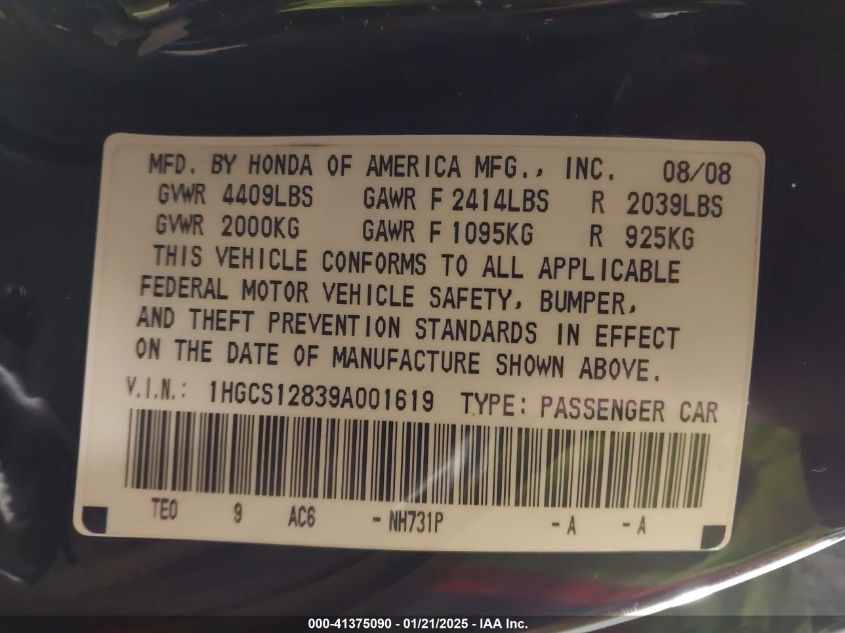 MFD. BY HONDA OF AMERICA MFG., INC. 08/08
GVWR 4409LBS GAWR F 2414LBS R 2039LBS
GVWR 2000KG GAWR F 1095KG R 925KG
THIS VEHICLE CONFORMS TO ALL APPLICABLE
FEDERAL MOTOR VEHICLE SAFETY, BUMPER,
AND THEFT PREVENTION STANDARDS IN EFFECT
ON THE DATE OF MANUFACTURE SHOWN ABOVE.
V.I.N.: 1HGCS12839A001619 TYPE: PASSENGER CAR
TE0 9 AC6 - NH731P - A - A
000-41375090 - 01/21/2025 - IAA Inc.